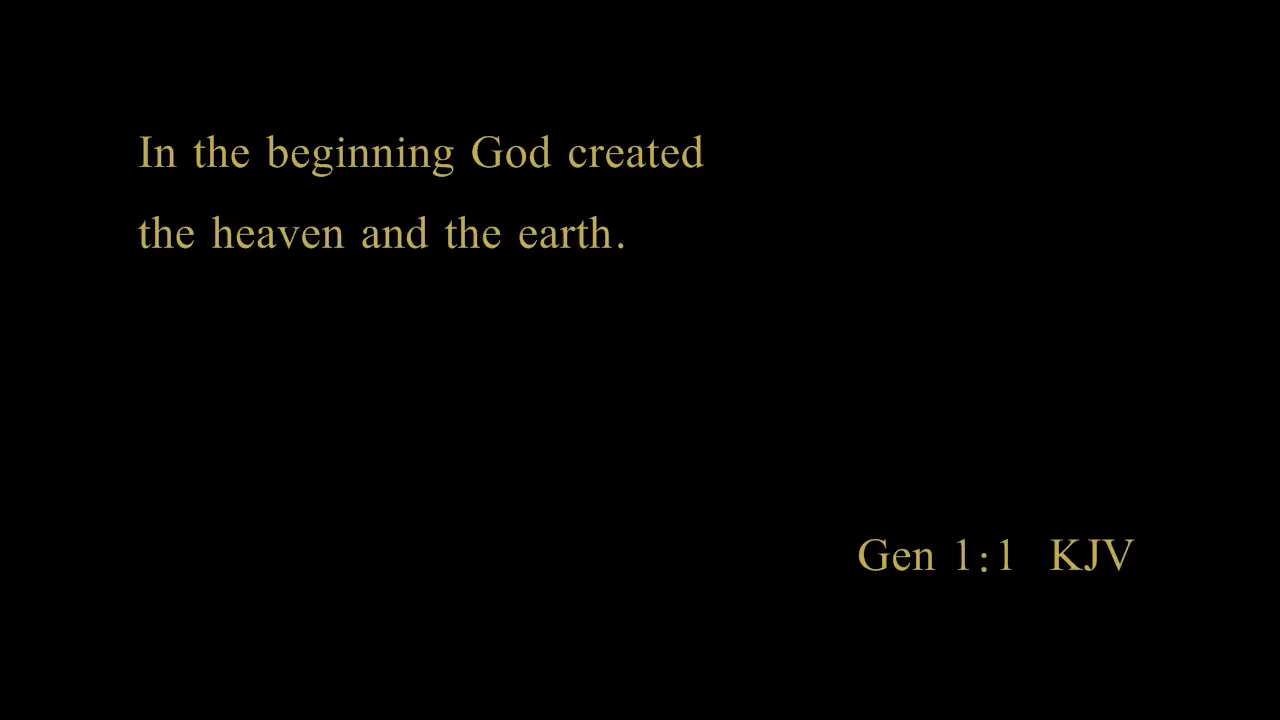 In the beginning God created
the heaven and the earth.
Gen 1:1 KJV